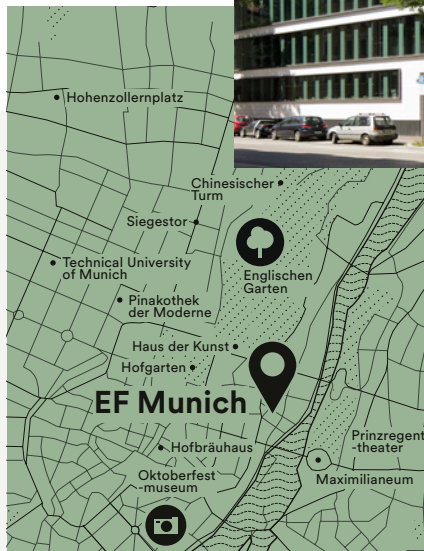 Hohenzollernplatz
Chinesischer
Turm
Siegestor
Technical University
of Munich
Englischen
Garten
Pinakothek
der Moderne
Haus der Kunst
Hofgarten
EF Munich
Hofbräuhaus
Prinzregent
-theater
Oktoberfest
-museum
Maximilianeum